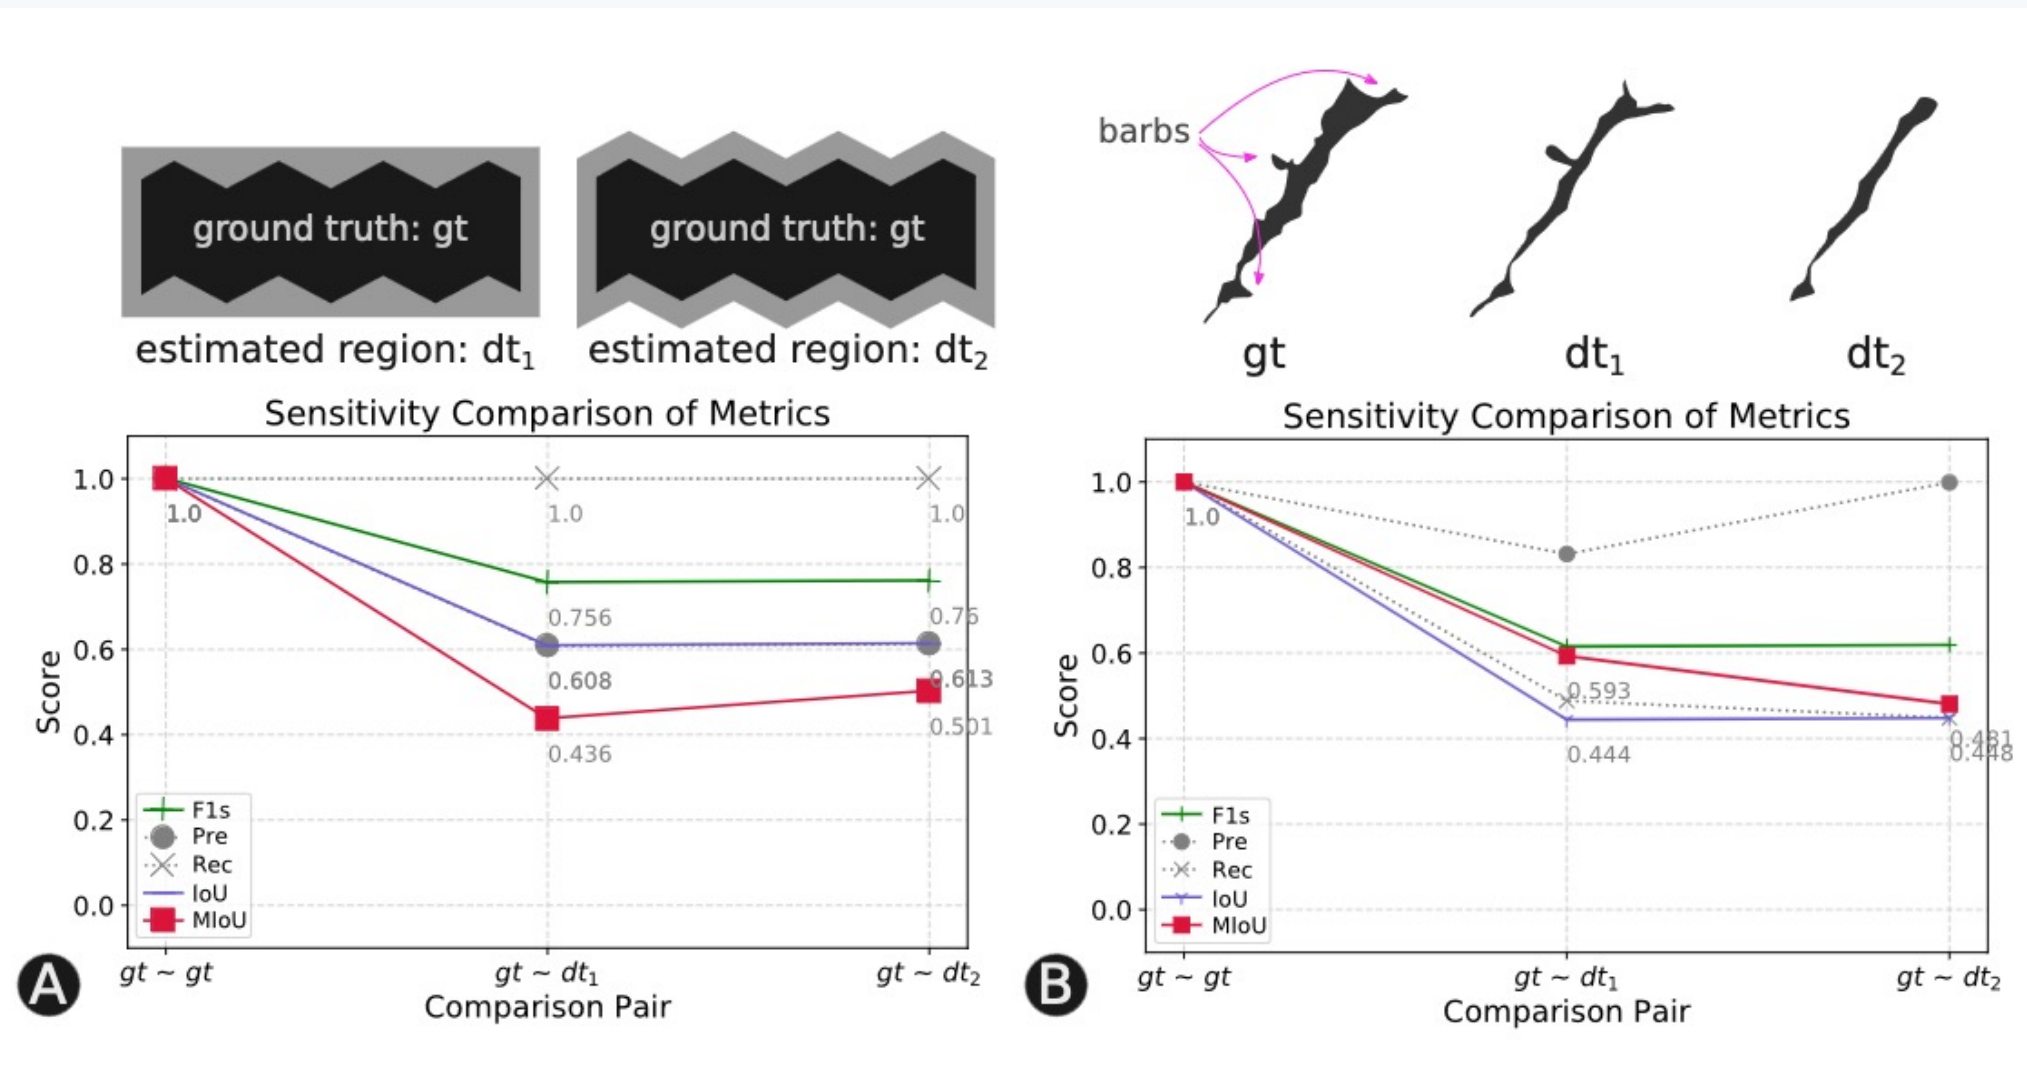 ground truth: gt
estimated region: dt1
ground truth: gt
estimated region: dt2
Sensitivity Comparison of Metrics
Score
1.0
0.8
0.6
0.4
0.2
0.0
1.0
1.0
1.0
0.756
0.76
0.608
0.613
0.436
0.501
F1s
Pre
Rec
IoU
MIoU
gt ~ gt
gt ~ dt1
gt ~ dt2
Comparison Pair
A
barbs
gt
dt1
dt2
Sensitivity Comparison of Metrics
Score
1.0
0.8
0.6
0.4
0.2
0.0
1.0
0.593
0.444
0.481
0.448
F1s
Pre
Rec
IoU
MIoU
gt ~ gt
gt ~ dt1
gt ~ dt2
Comparison Pair
B